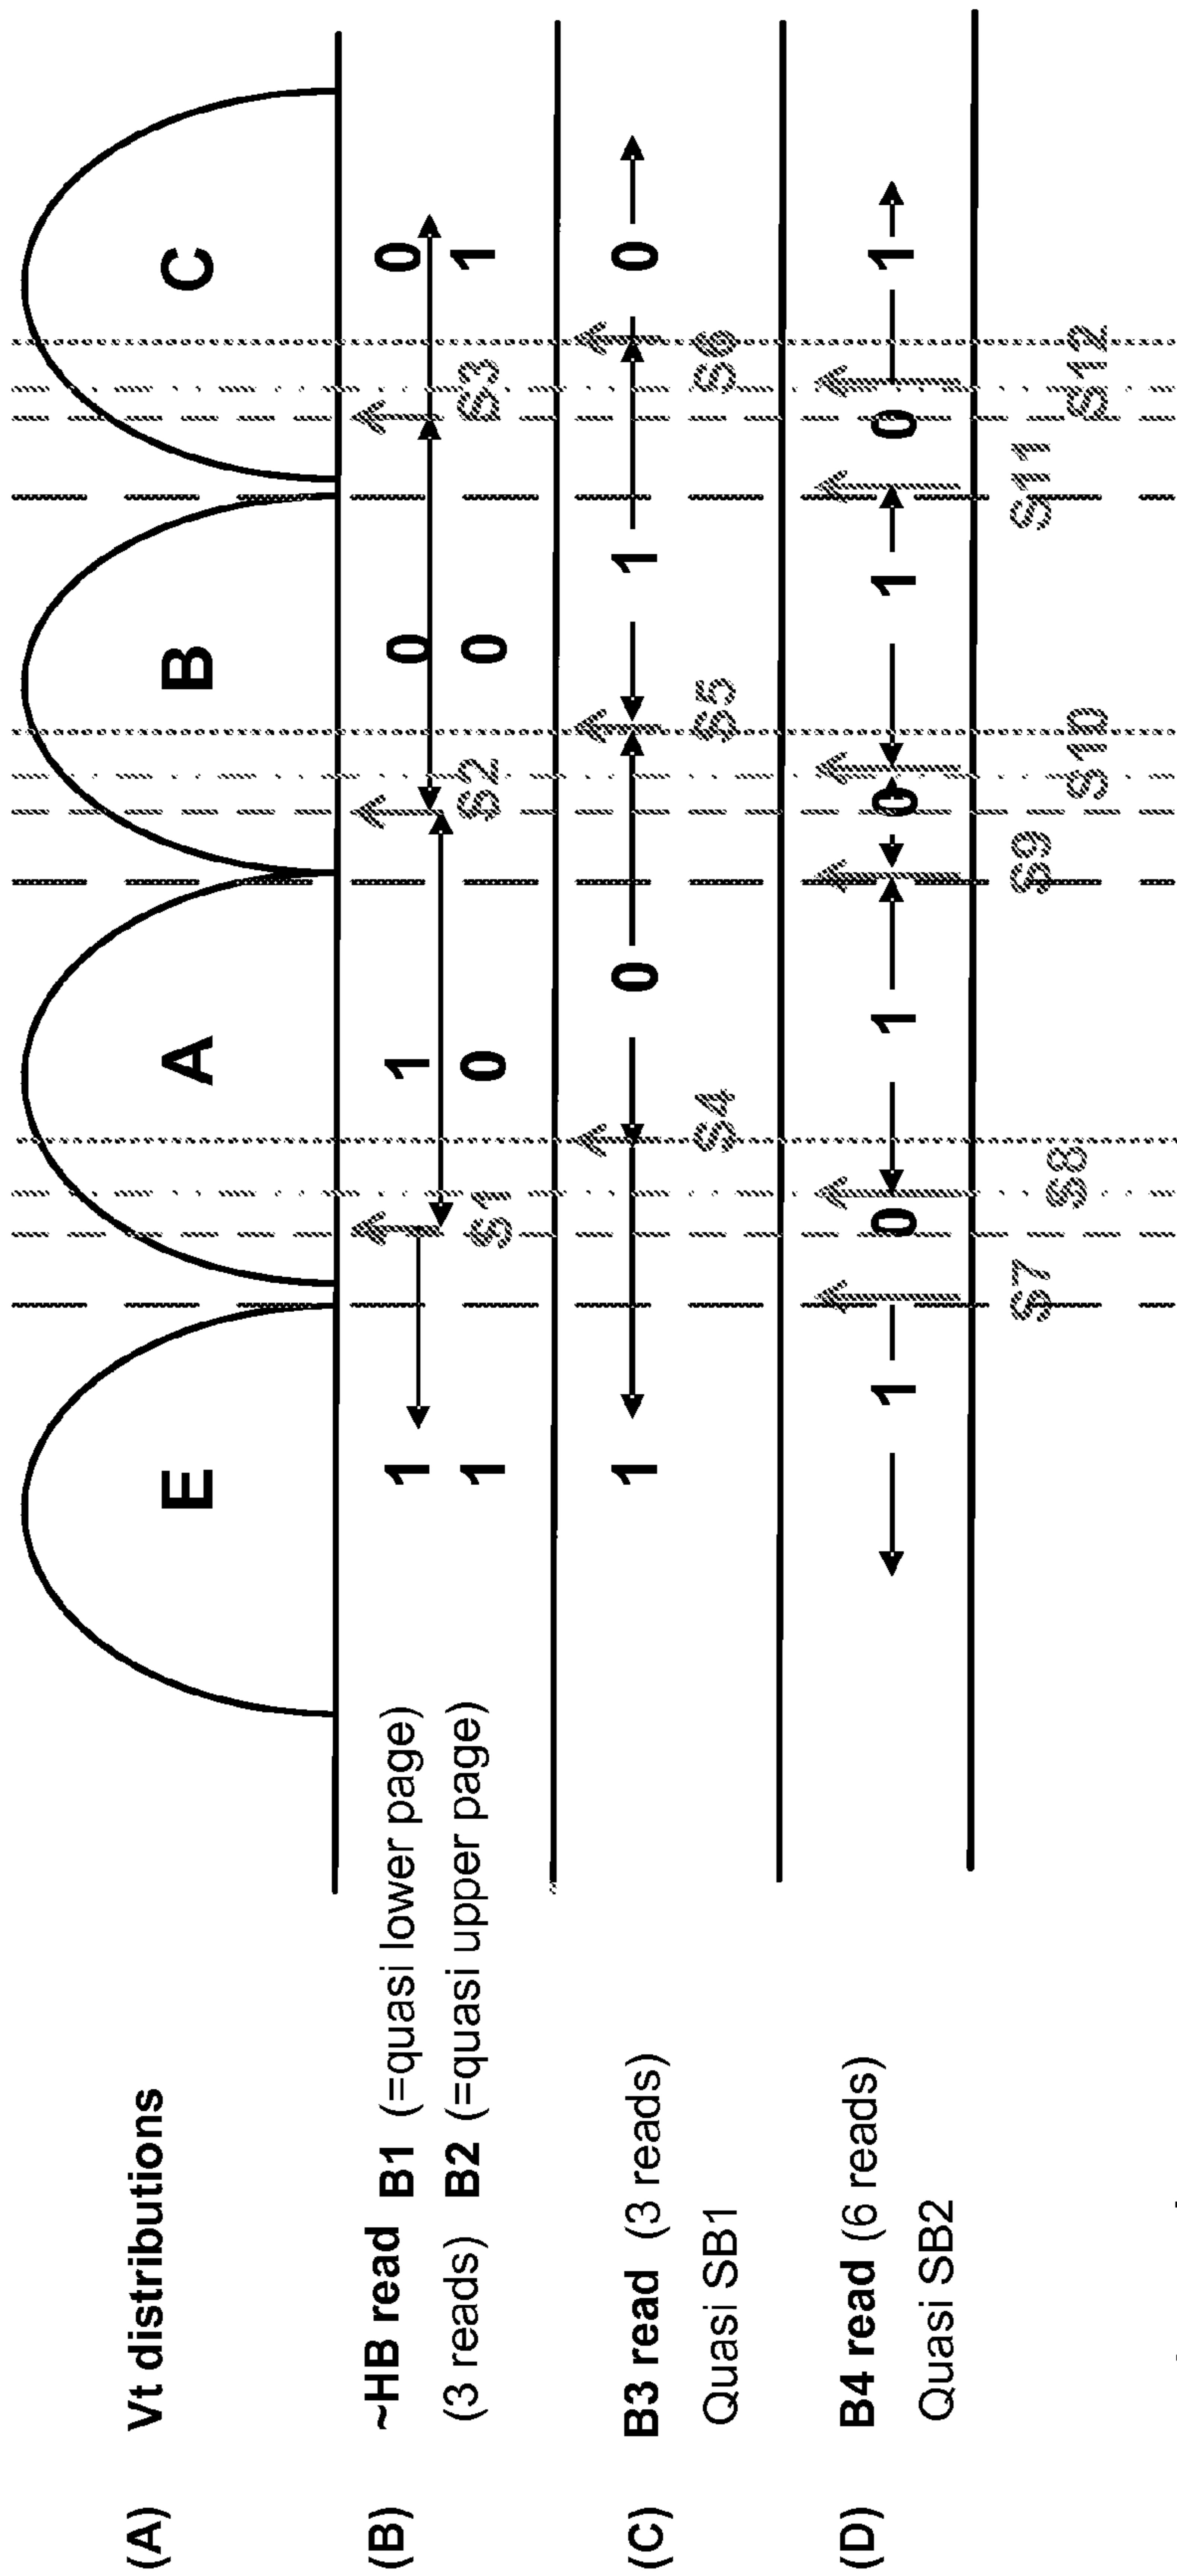 (A) Vt distributions
E A B C
(B) ~HB read B1 (=quasi lower page)
1 1 0 0
(3 reads) B2 (=quasi upper page)
1 0 0 1
S1 S2 S3
(C) B3 read (3 reads)
1 0 1 0
Quasi SB1
S4 S5 S6
(D) B4 read (6 reads)
1 0 1 0 1 0 1
Quasi SB2
S7 S9 S11
S8 S10 S12